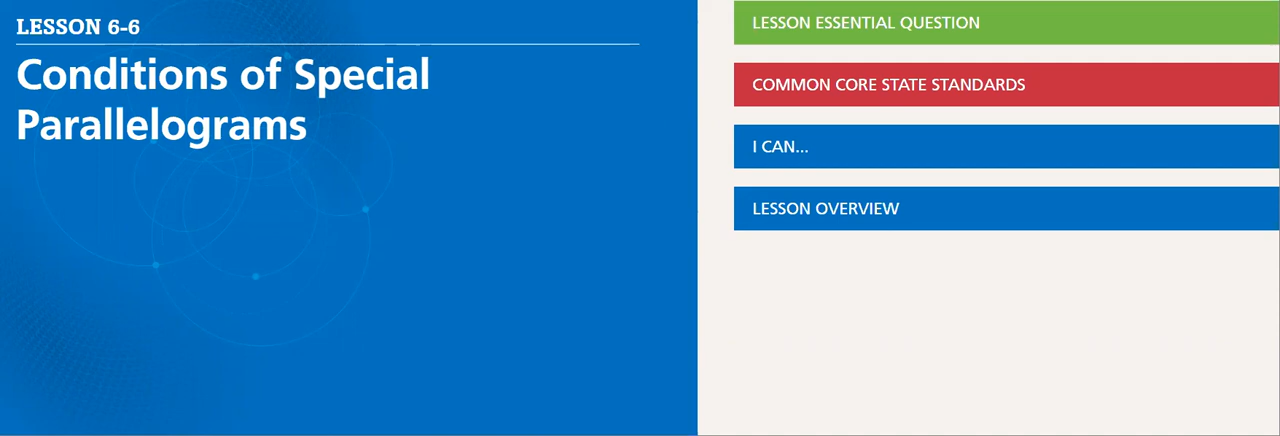 LESSON 6-6
Conditions of Special
Parallelograms
LESSON ESSENTIAL QUESTION
COMMON CORE STATE STANDARDS
I CAN...
LESSON OVERVIEW